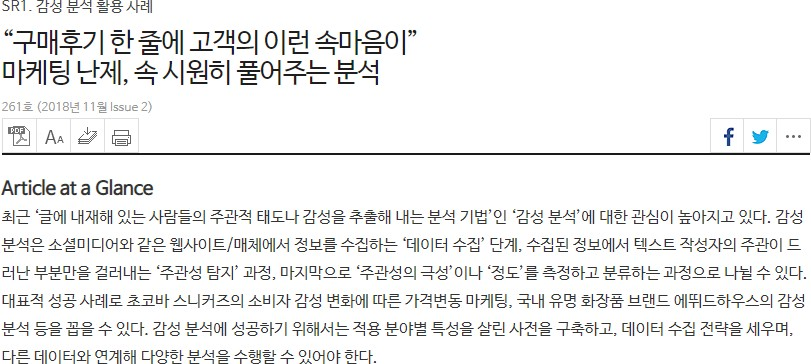 SR1. 감성 분석 활용 사례
“구매후기 한 줄에 고객의 이런 속마음이”
마케팅 난제, 속 시원히 풀어주는 분석
261호 (2018년 11월 Issue 2)
PDF AA f ...
Article at a Glance
최근 ‘글에 내재해 있는 사람들의 주관적 태도나 감성을 추출해 내는 분석 기법’인 ‘감성 분석’에 대한 관심이 높아지고 있다. 감성
분석은 소셜미디어와 같은 웹사이트/매체에서 정보를 수집하는 ‘데이터 수집’ 단계, 수집된 정보에서 텍스트 작성자의 주관이 드
러난 부분만을 걸러내는 ‘주관성 탐지’ 과정, 마지막으로 ‘주관성의 극성’이나 ‘정도’를 측정하고 분류하는 과정으로 나뉠 수 있다.
대표적 성공 사례로 초코바 스니커즈의 소비자 감성 변화에 따른 가격변동 마케팅, 국내 유명 화장품 브랜드 에뛰드하우스의 감성
분석 등을 꼽을 수 있다. 감성 분석에 성공하기 위해서는 적용 분야별 특성을 살린 사전을 구축하고, 데이터 수집 전략을 세우며,
다른 데이터와 연계해 다양한 분석을 수행할 수 있어야 한다.